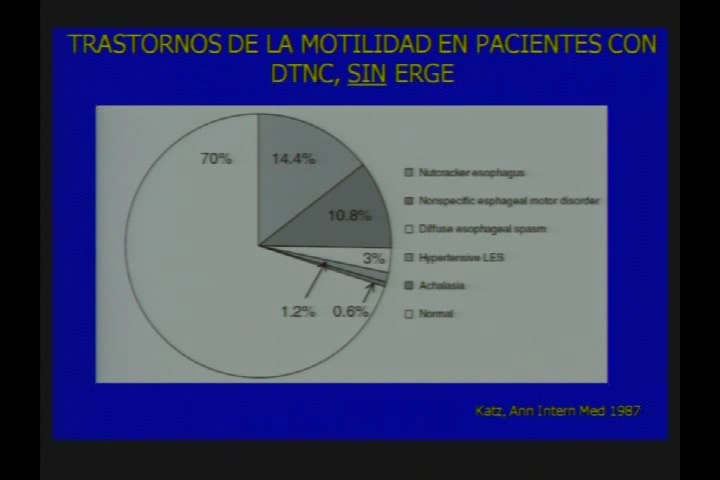 TRASTORNOS DE LA MOTILIDAD EN PACIENTES CON
DTNC, SIN ERGE
70%
14.4%
10.8%
3%
1.2%
0.6%
Nutcracker esophagus
Nonspecific esphageal motor disorder
Diffuse esophageal spasm
Hypertensive LES
Achalasia
Normal
Katz, Ann Intern Med 1987